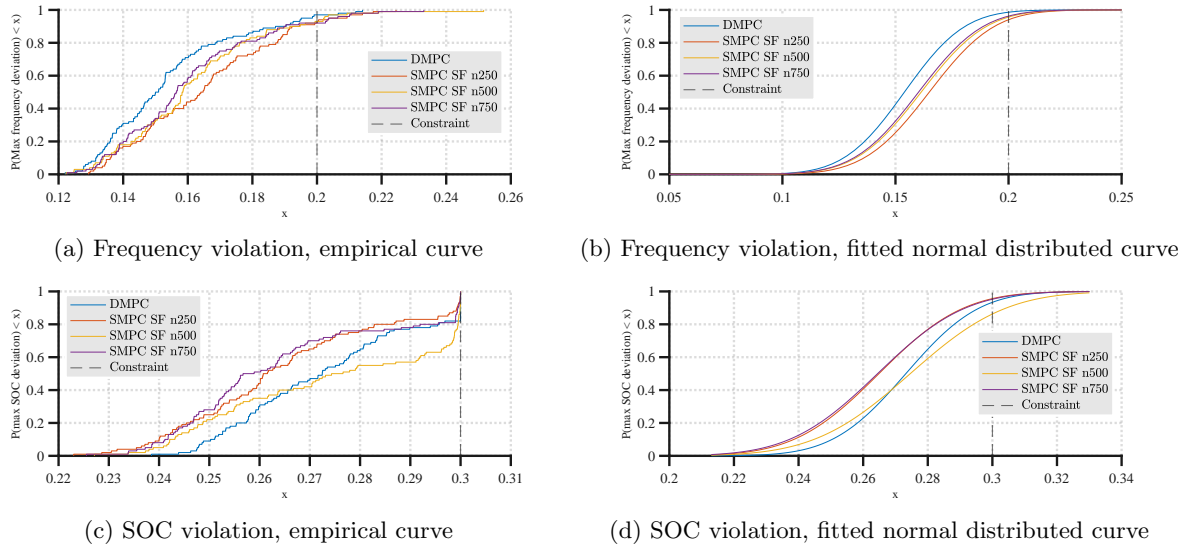 P(Max frequency deviation) < x)
1
0.8
0.6
0.4
0.2
0
DMPC
SMPC SF n250
SMPC SF n500
SMPC SF n750
Constraint
0.12 0.14 0.16 0.18 0.2 0.22 0.24 0.26
x
(a) Frequency violation, empirical curve
P(Max frequency deviation) < x)
1
0.8
0.6
0.4
0.2
0
DMPC
SMPC SF n250
SMPC SF n500
SMPC SF n750
Constraint
0.05 0.1 0.15 0.2 0.25
x
(b) Frequency violation, fitted normal distributed curve
P(max SOC deviation) < x)
1
0.8
0.6
0.4
0.2
0
DMPC
SMPC SF n250
SMPC SF n500
SMPC SF n750
Constraint
0.22 0.23 0.24 0.25 0.26 0.27 0.28 0.29 0.3 0.31
x
(c) SOC violation, empirical curve
P(max SOC deviation) < x)
1
0.8
0.6
0.4
0.2
0
DMPC
SMPC SF n250
SMPC SF n500
SMPC SF n750
Constraint
0.2 0.22 0.24 0.26 0.28 0.3 0.32 0.34
x
(d) SOC violation, fitted normal distributed curve